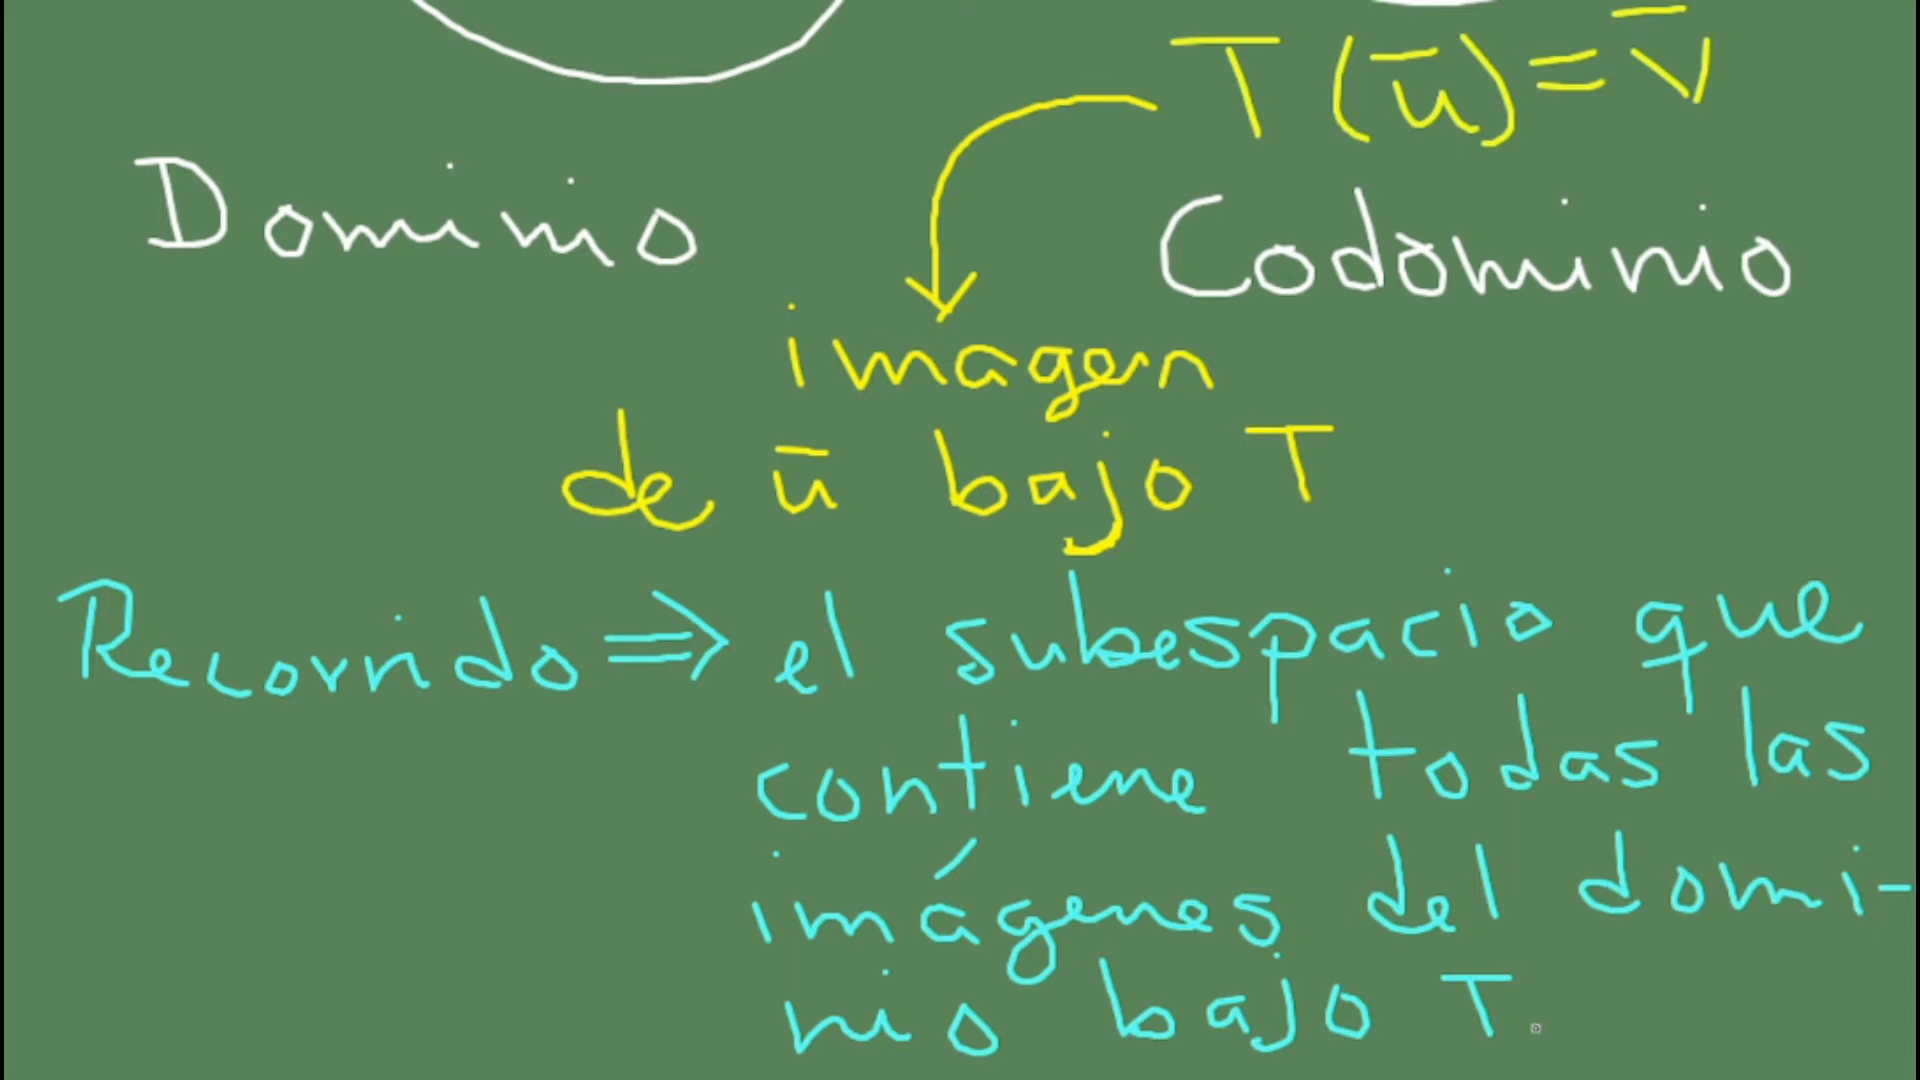 T(ū)=v̄
Dominio
Codominio
imagen
de ū bajo T
Recorrido ⇒ el subespacio que
contiene todas las
imágenes del domi-
nio bajo T.